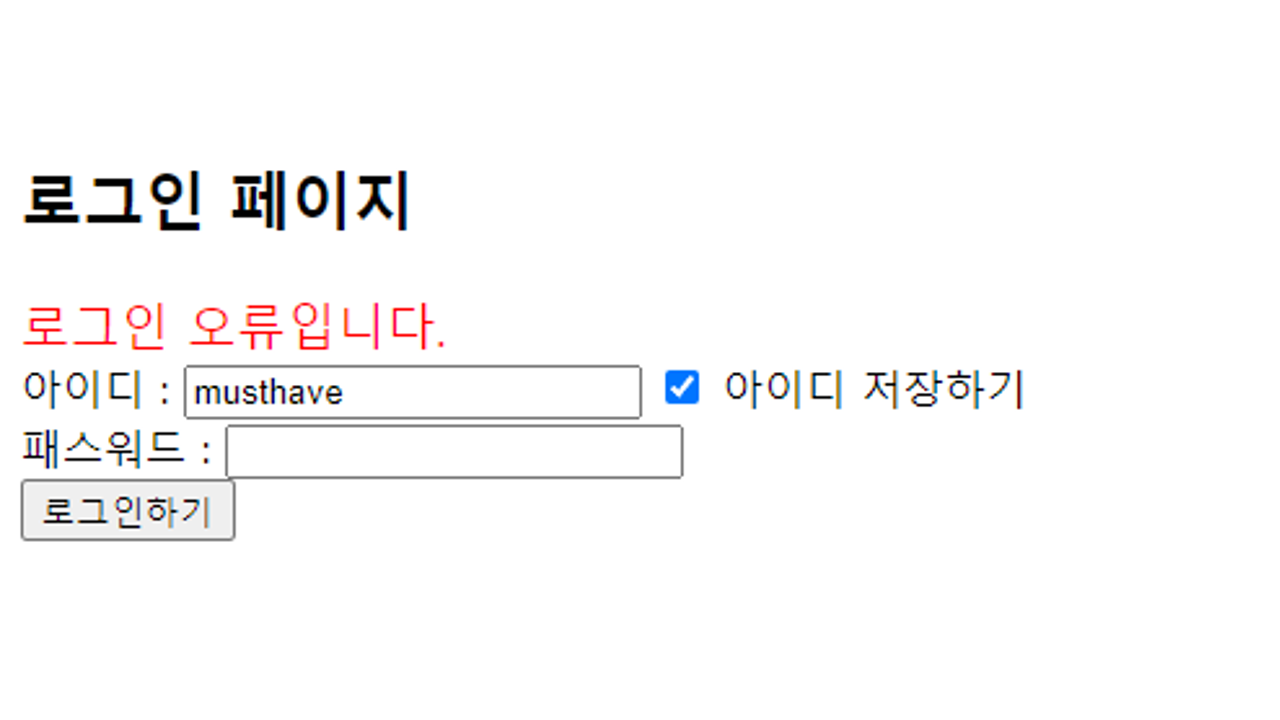 로그인 페이지
로그인 오류입니다.
아이디 : musthave 아이디 저장하기
패스워드 :
로그인하기